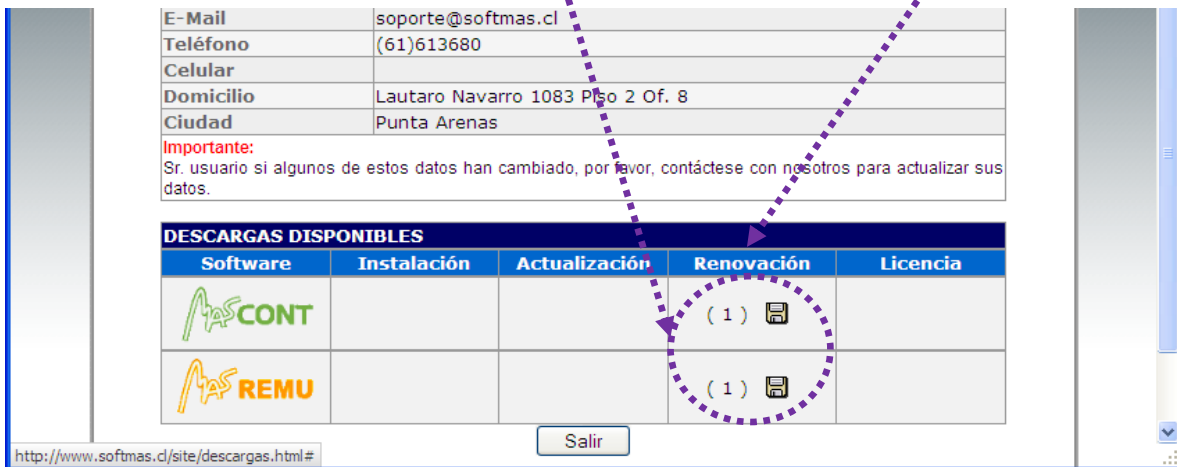 E-Mail soporte@softmas.cl
Teléfono (61)613680
Celular
Domicilio Lautaro Navarro 1083 Piso 2 Of. 8
Ciudad Punta Arenas
Importante:
Sr. usuario si algunos de estos datos han cambiado, por favor, contáctese con nosotros para actualizar sus
datos.
DESCARGAS DISPONIBLES
Software Instalación Actualización Renovación Licencia
MasCONT ( 1 )
Mas REMU ( 1 )
Salir
http://www.softmas.cl/site/descargas.html#